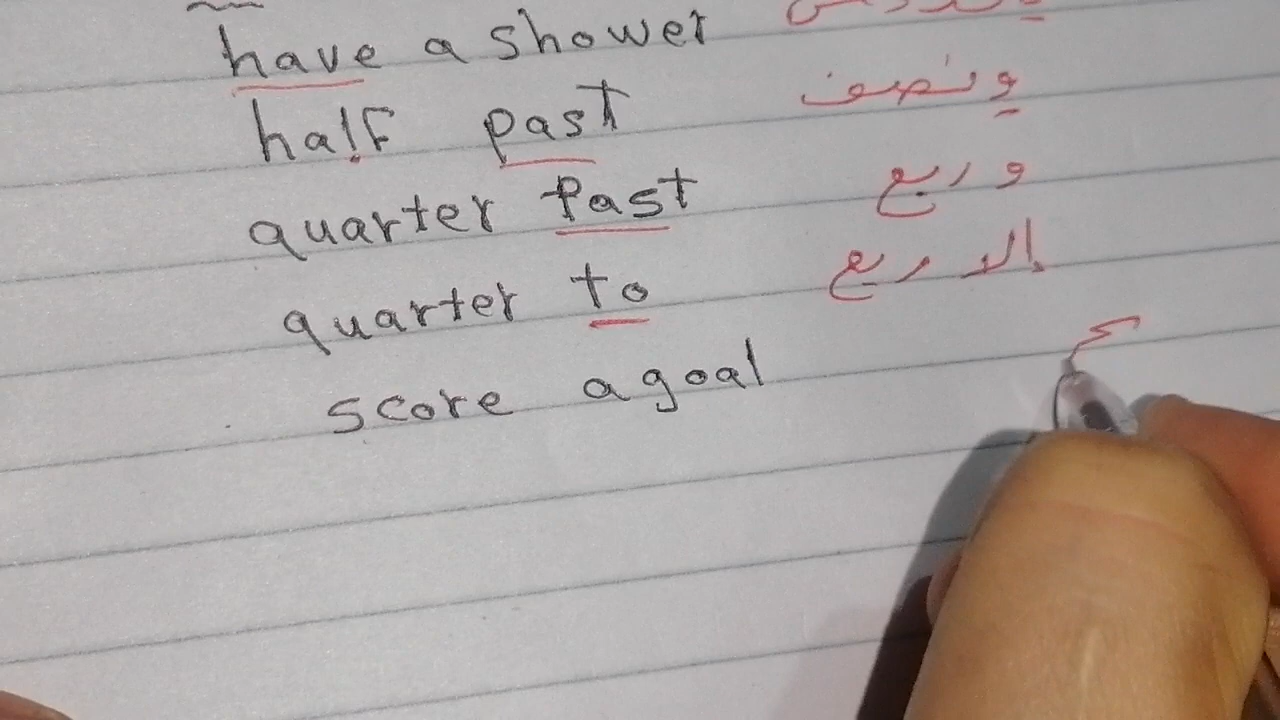 have a shower
half past ونصف
quarter past وربع
quarter to إلا ربع
score a goal